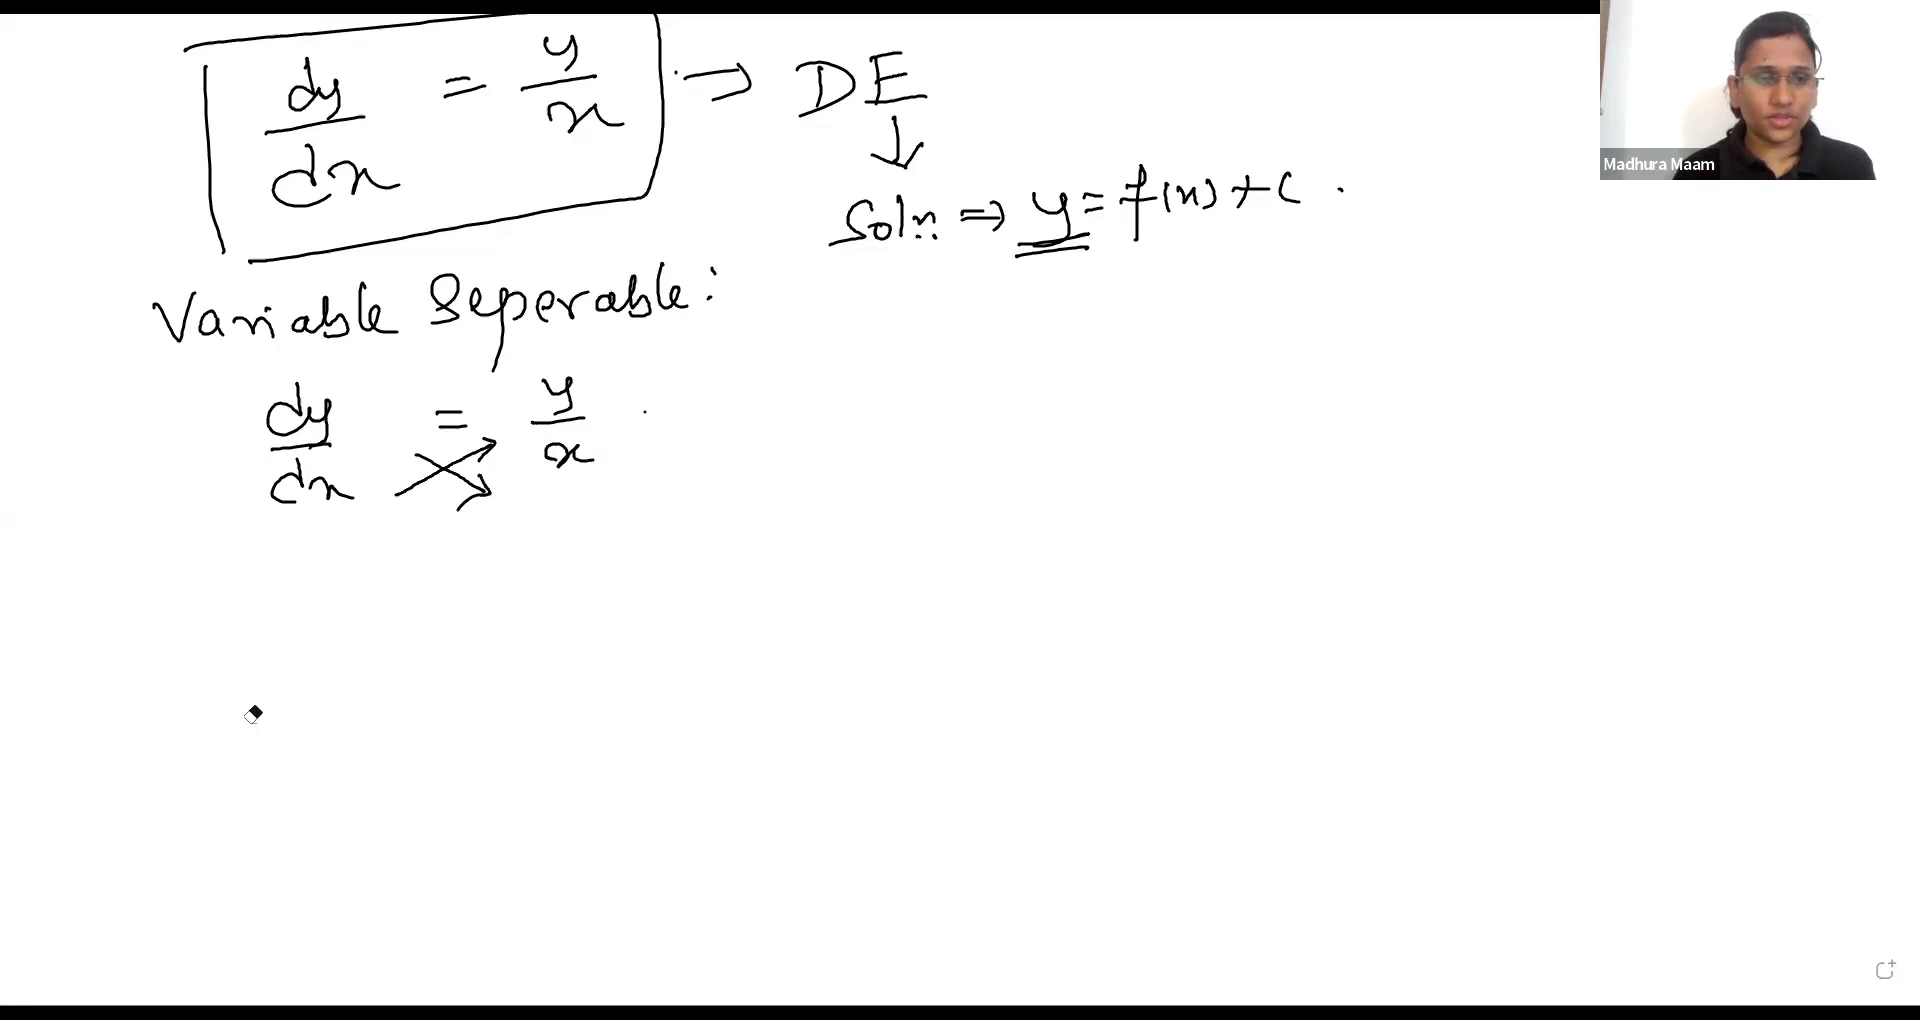 dy/dx = y/x → DE
↓
Soln ⇒ y = f(x) + C .
Variable Seperable:
dy/dx = y/x
Madhura Maam